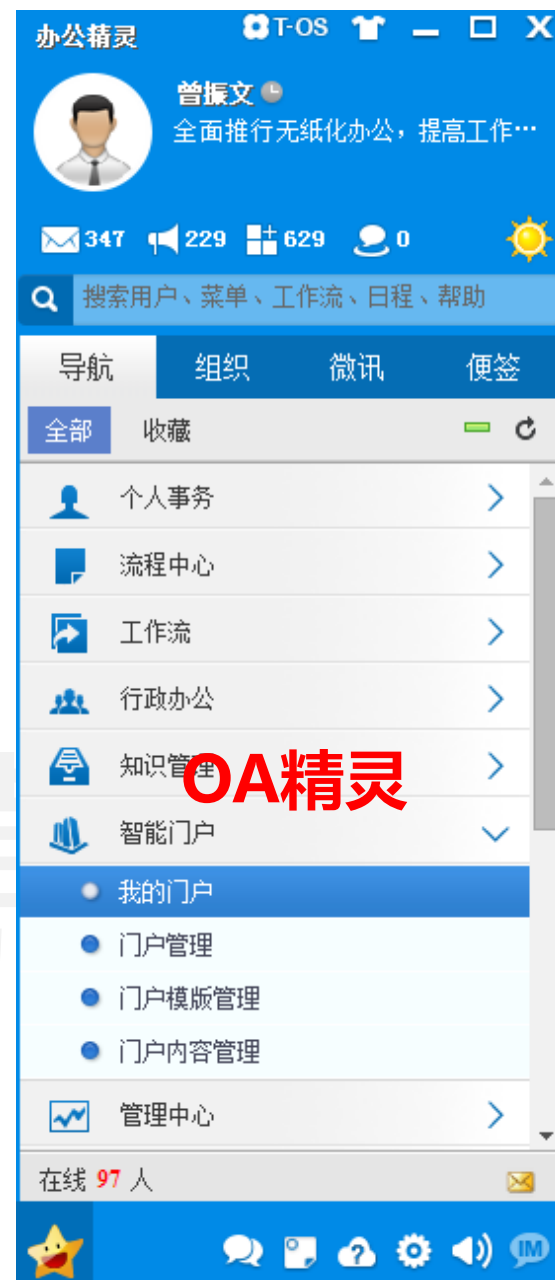 办公精灵 T-OS
曾振文
全面推行无纸化办公，提高工作…
347 229 629 0
搜索用户、菜单、工作流、日程、帮助
导航 组织 微讯 便签
全部 收藏
个人事务
流程中心
工作流
行政办公
知识管理
OA精灵
智能门户
我的门户
门户管理
门户模版管理
门户内容管理
管理中心
在线 97 人
IM